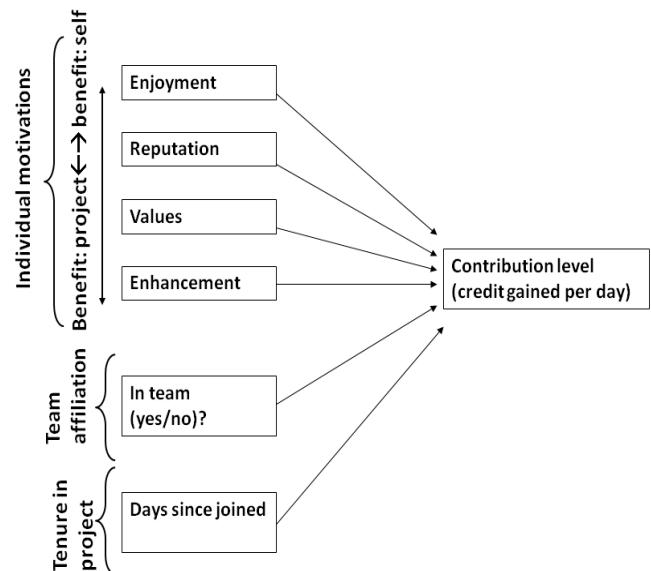 Individual motivations
Benefit: project ←→ benefit: self
Enjoyment
Reputation
Values
Enhancement
Team
affiliation
In team
(yes/no)?
Tenure in
project
Days since joined
Contribution level
(credit gained per day)